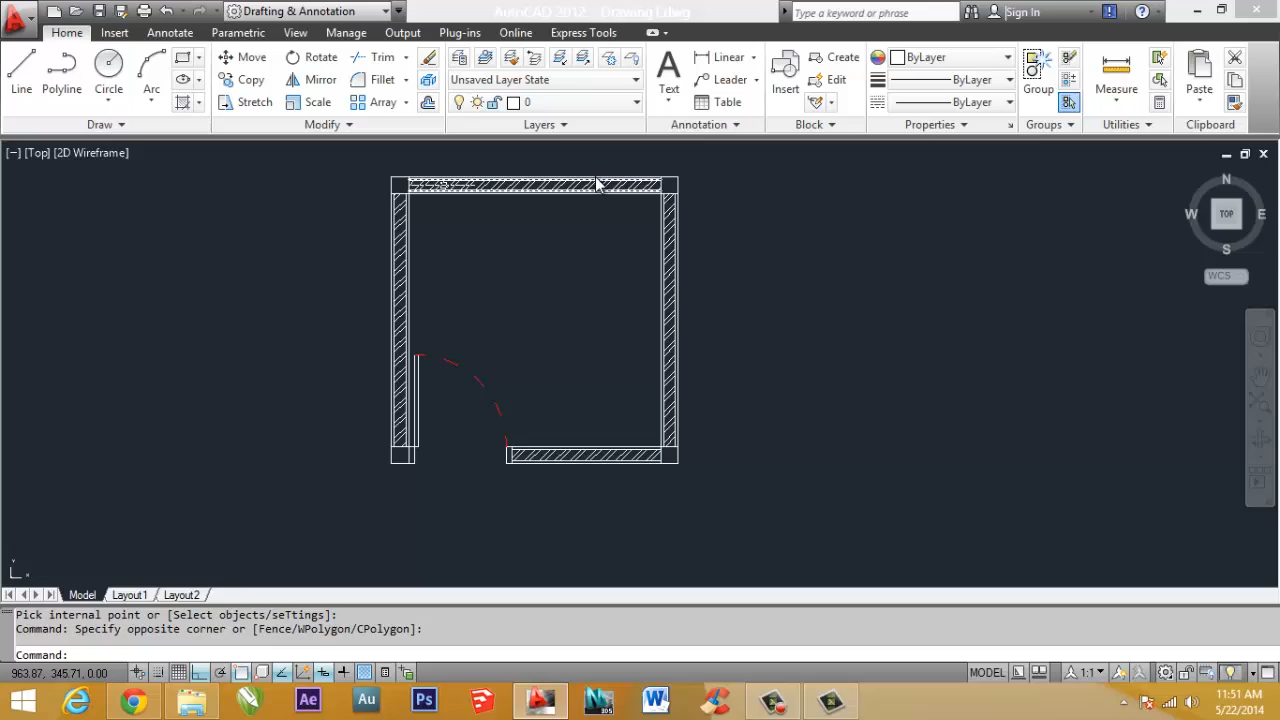 Drafting & Annotation
AutoCAD 2012 Drawing1.dwg
Type a keyword or phrase
Sign In
Home Insert Annotate Parametric View Manage Output Plug-ins Online Express Tools
Line Polyline Circle Arc
Move Rotate Trim
Copy Mirror Fillet
Stretch Scale Array
Unsaved Layer State
0
Text
Linear
Leader
Table
Insert
Create
Edit
ByLayer
ByLayer
ByLayer
Group
Measure
Paste
Draw Modify Layers Annotation Block Properties Groups Utilities Clipboard
[−] [Top] [2D Wireframe]
N
W TOP E
S
WCS
Y
X
Model Layout1 Layout2
Pick internal point or [Select objects/seTtings]:
Command: Specify opposite corner or [Fence/WPolygon/CPolygon]:
Command:
963.87, 345.71, 0.00
MODEL
1:1
Ae Au Ps
11:51 AM
5/22/2014